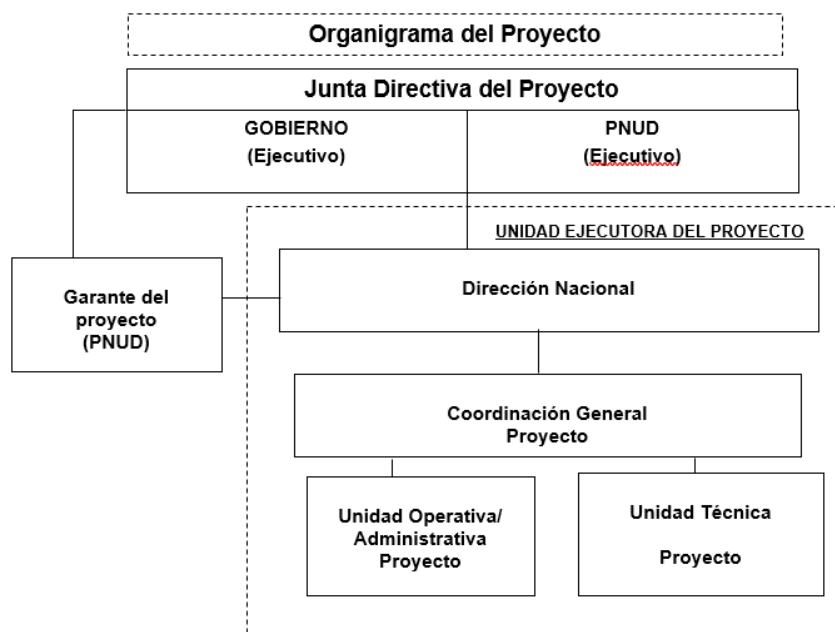 Organigrama del Proyecto
Junta Directiva del Proyecto
GOBIERNO
(Ejecutivo)
PNUD
(Ejecutivo)
UNIDAD EJECUTORA DEL PROYECTO
Garante del
proyecto
(PNUD)
Dirección Nacional
Coordinación General
Proyecto
Unidad Operativa/
Administrativa
Proyecto
Unidad Técnica
Proyecto